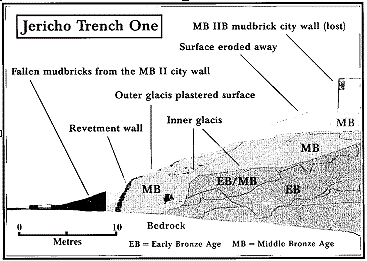 Jericho Trench One
MB IIB mudbrick city wall (lost)
Surface eroded away
Fallen mudbricks from the MB II city wall
Outer glacis plastered surface
Inner glacis
Revetment wall
MB
MB
EB/MB
EB
MB
Bedrock
0 10
Metres
EB = Early Bronze Age MB = Middle Bronze Age